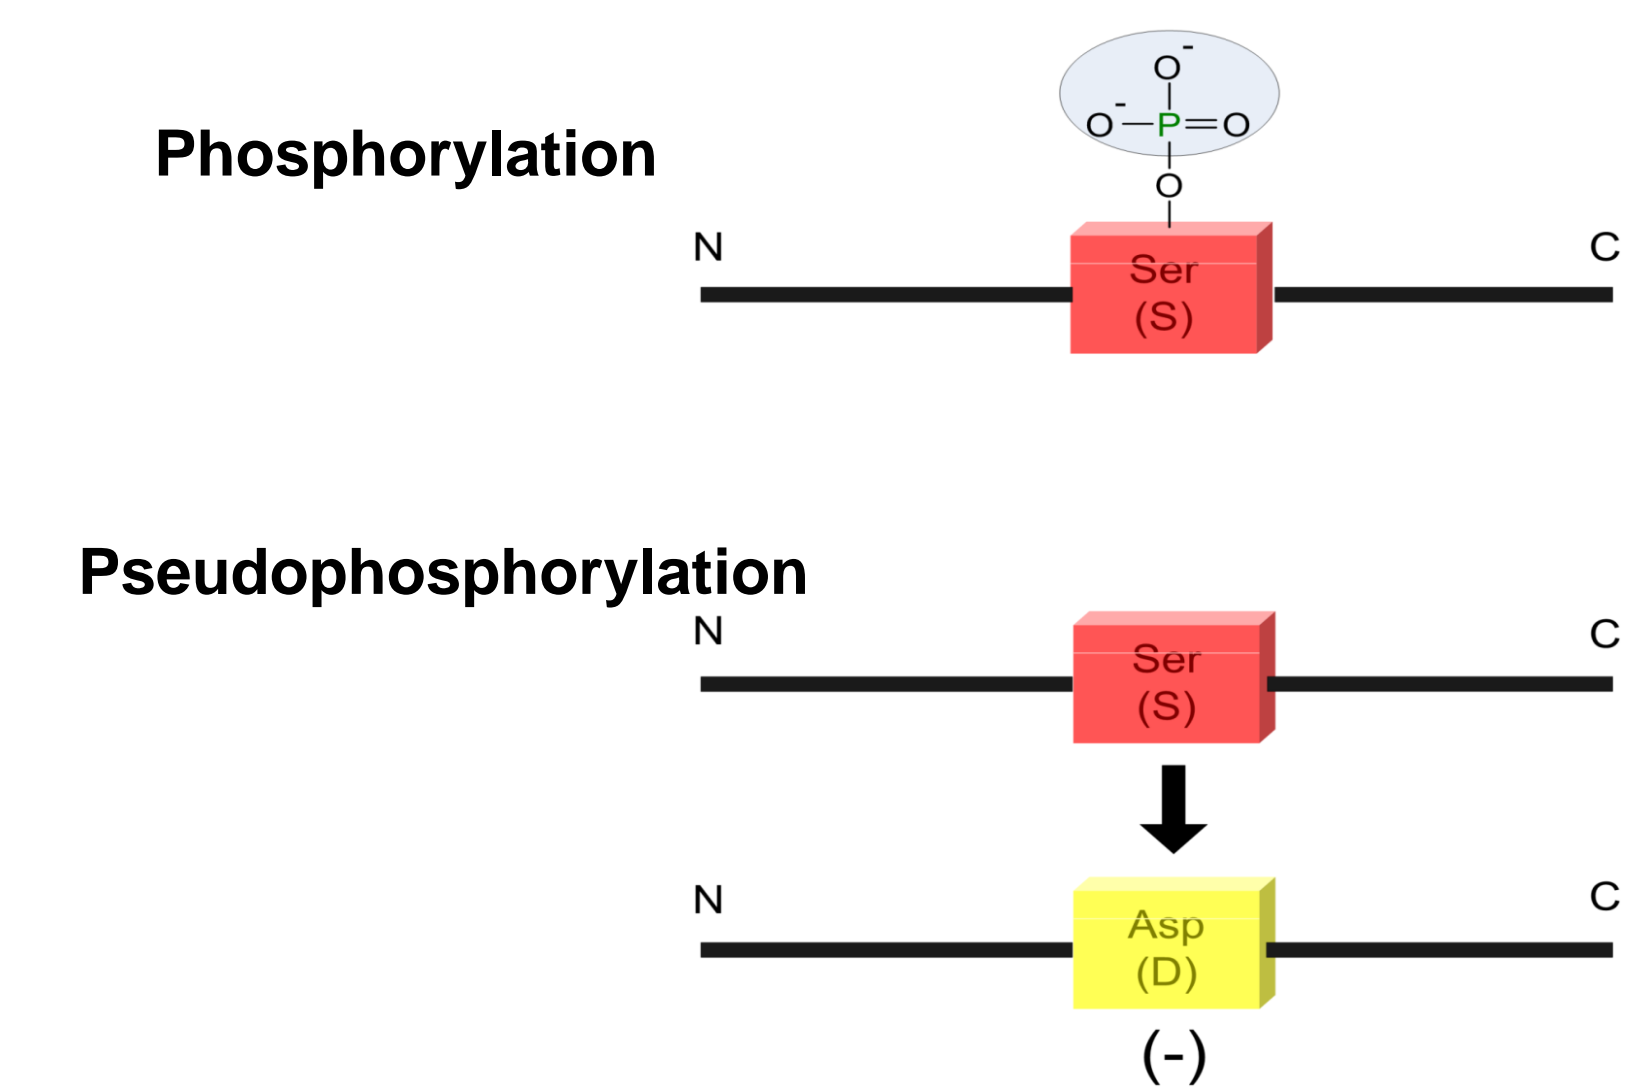 Phosphorylation
O-
O- P O
O
N C
Ser
(S)
Pseudophosphorylation
N C
Ser
(S)
N C
Asp
(D)
(-)